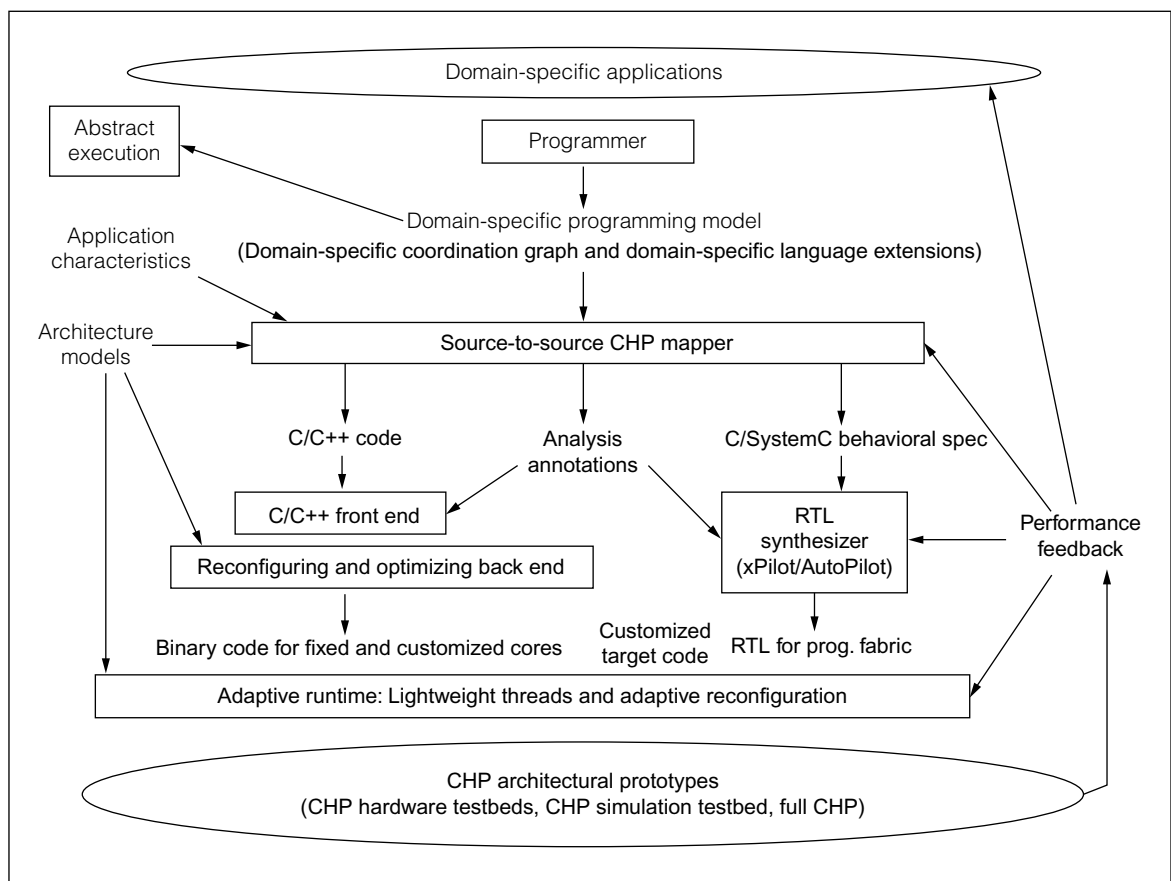 Domain-specific applications
Abstract
execution
Programmer
Domain-specific programming model
(Domain-specific coordination graph and domain-specific language extensions)
Application
characteristics
Architecture
models
Source-to-source CHP mapper
C/C++ code
Analysis
annotations
C/SystemC behavioral spec
C/C++ front end
RTL
synthesizer
(xPilot/AutoPilot)
Performance
feedback
Reconfiguring and optimizing back end
Binary code for fixed and customized cores
Customized
target code
RTL for prog. fabric
Adaptive runtime: Lightweight threads and adaptive reconfiguration
CHP architectural prototypes
(CHP hardware testbeds, CHP simulation testbed, full CHP)